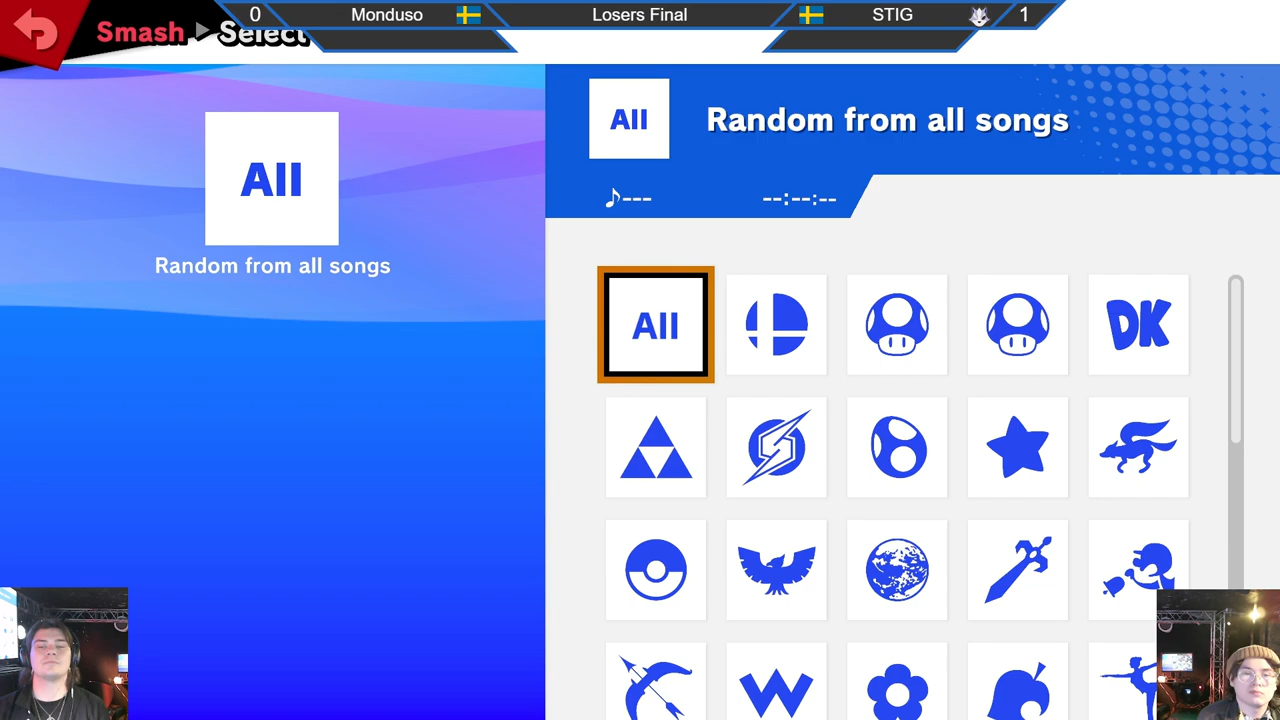 0 Monduso Losers Final STIG 1
Smash Select
All Random from all songs
♪--- --:--:--
All
Random from all songs
All
DK